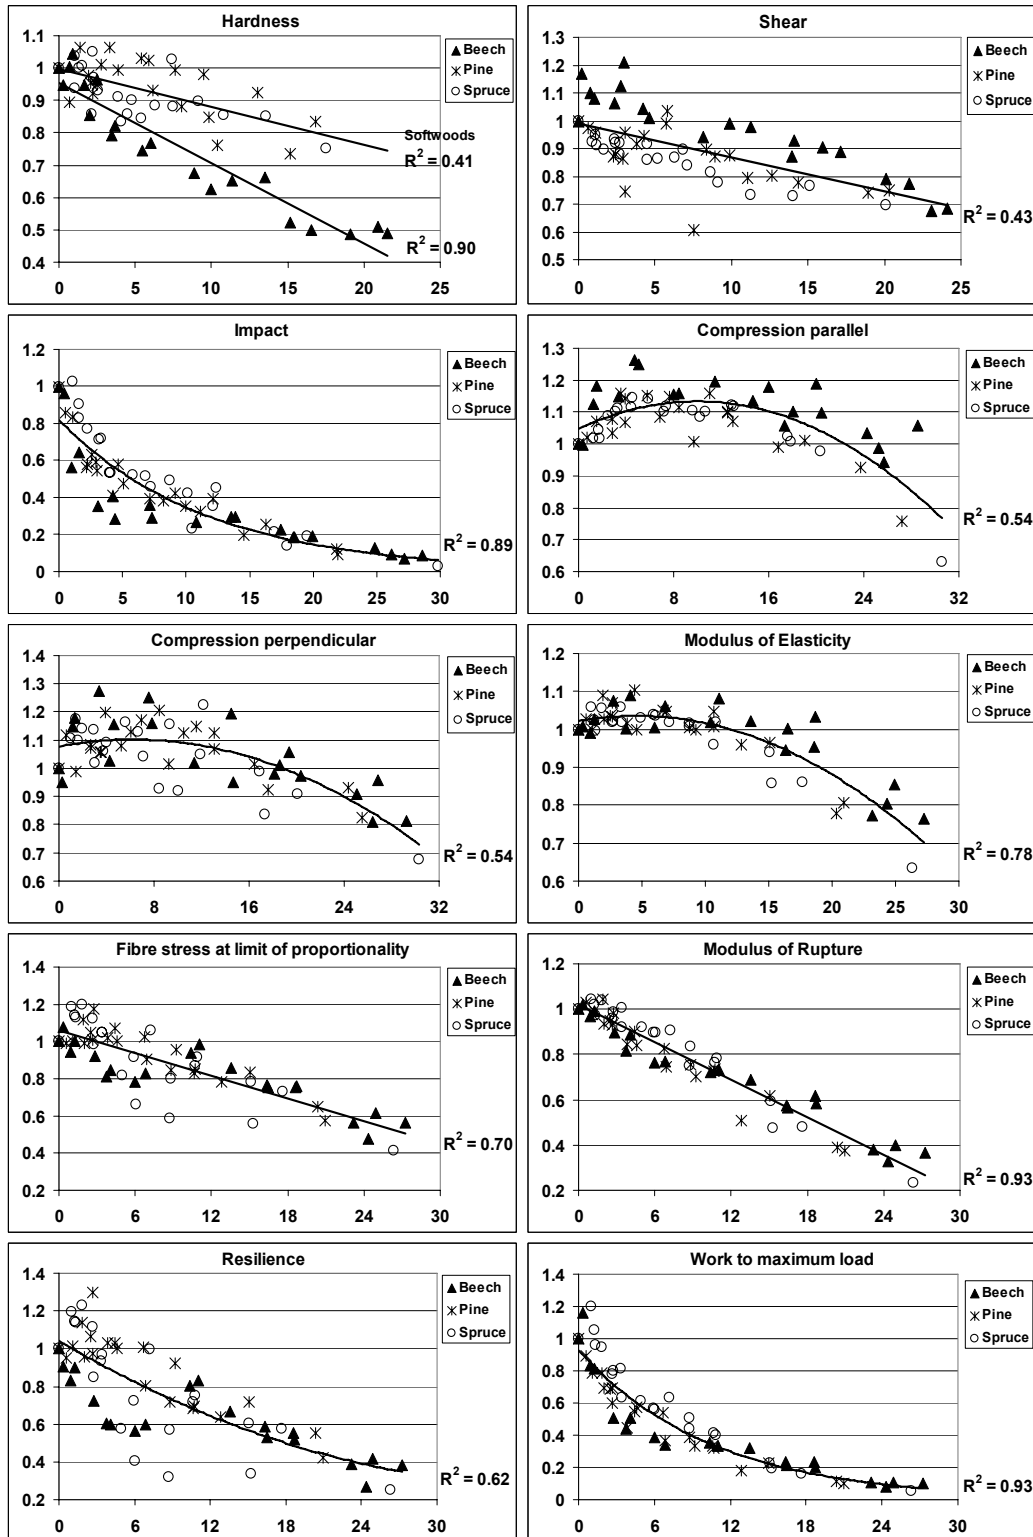 Hardness
1.1
1
0.9
0.8
0.7
0.6
0.5
0.4
0 5 10 15 20 25
Beech
Pine
Spruce
Softwoods
R² = 0.41
R² = 0.90
Shear
1.3
1.2
1.1
1
0.9
0.8
0.7
0.6
0.5
0 5 10 15 20 25
Beech
Pine
Spruce
R² = 0.43
Impact
1.2
1
0.8
0.6
0.4
0.2
0
0 5 10 15 20 25 30
Beech
Pine
Spruce
R² = 0.89
Compression parallel
1.3
1.2
1.1
1
0.9
0.8
0.7
0.6
0 8 16 24 32
Beech
Pine
Spruce
R² = 0.54
Compression perpendicular
1.4
1.3
1.2
1.1
1
0.9
0.8
0.7
0.6
0 8 16 24 32
Beech
Pine
Spruce
R² = 0.54
Modulus of Elasticity
1.2
1.1
1
0.9
0.8
0.7
0.6
0 6 12 18 24 30
Beech
Pine
Spruce
R² = 0.78
Fibre stress at limit of proportionality
1.4
1.2
1
0.8
0.6
0.4
0.2
0 6 12 18 24 30
Beech
Pine
Spruce
R² = 0.70
Modulus of Rupture
1.2
1
0.8
0.6
0.4
0.2
0 6 12 18 24 30
Beech
Pine
Spruce
R² = 0.93
Resilience
1.4
1.2
1
0.8
0.6
0.4
0.2
0 10 20 30
Beech
Pine
Spruce
R² = 0.62
Work to maximum load
1.4
1.2
1
0.8
0.6
0.4
0.2
0
0 6 12 18 24 30
Beech
Pine
Spruce
R² = 0.93